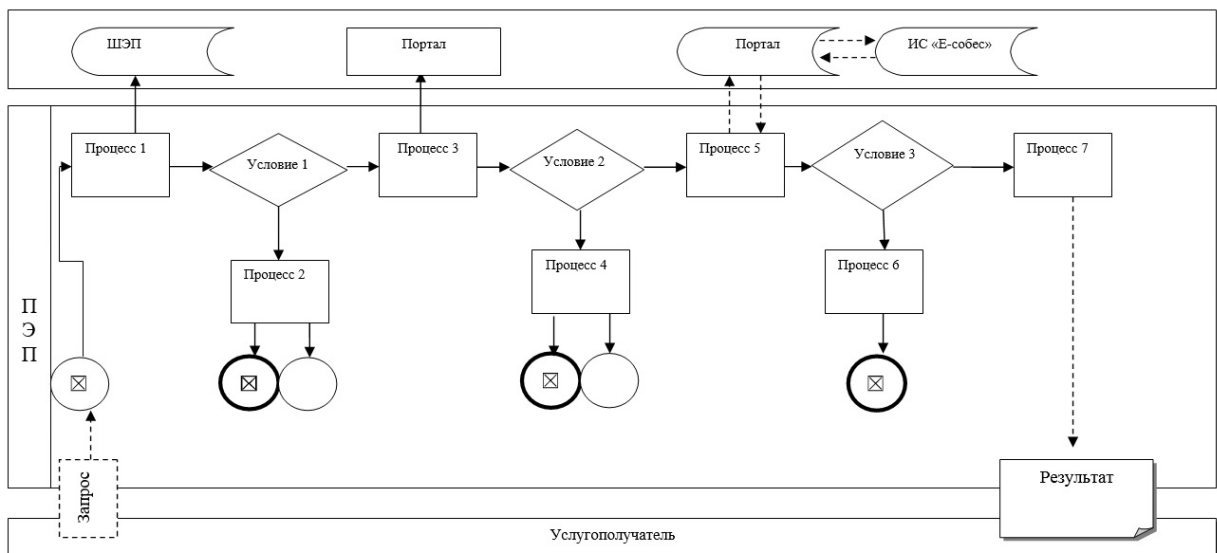 ШЭП
Портал
Портал
ИС «Е-собес»
Процесс 1
Условие 1
Процесс 3
Условие 2
Процесс 5
Условие 3
Процесс 7
Процесс 2
Процесс 4
Процесс 6
П
Э
П
Запрос
Результат
Услугополучатель